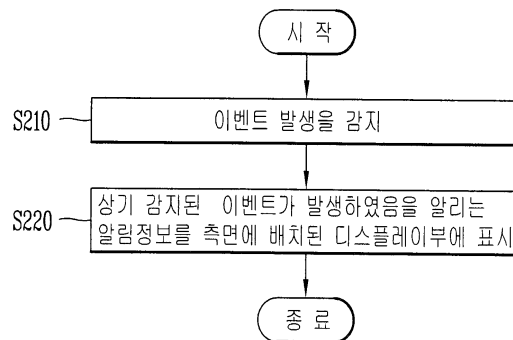 시 작
S210
이벤트 발생을 감지
S220
상기 감지된 이벤트가 발생하였음을 알리는
알림정보를 측면에 배치된 디스플레이부에 표시
종 료